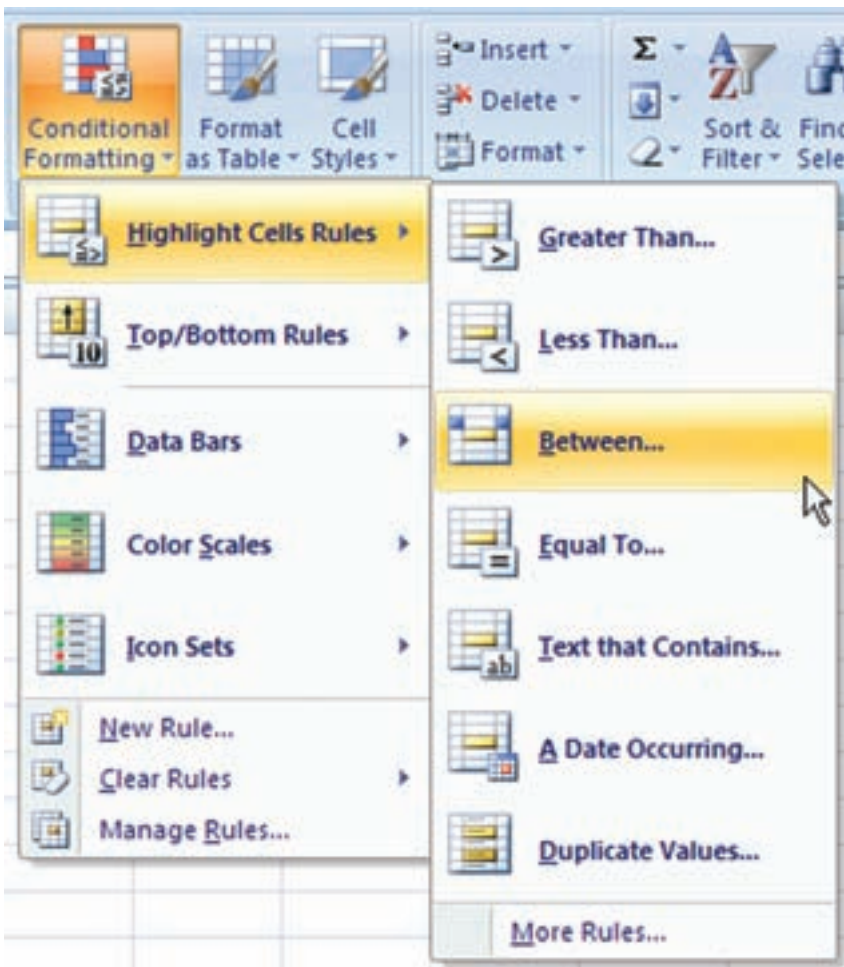 Conditional
Formatting
Format
as Table
Cell
Styles
Insert
Delete
Format
Σ
A
Z
Sort &
Filter
Highlight Cells Rules
Top/Bottom Rules
10
Data Bars
Color Scales
Icon Sets
New Rule...
Clear Rules
Manage Rules...
>
Greater Than...
<
Less Than...
Between...
=
Equal To...
ab
Text that Contains...
A Date Occurring...
Duplicate Values...
More Rules...